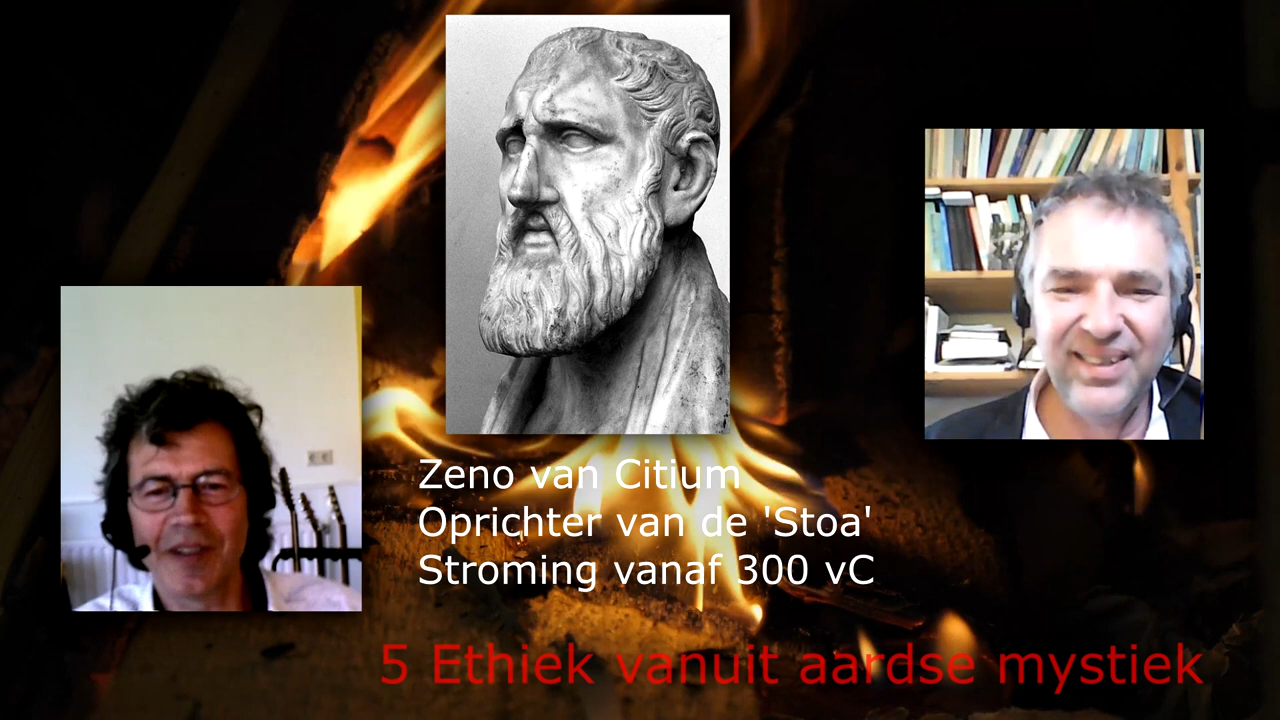 Zeno van Citium
Oprichter van de 'Stoa'
Stroming vanaf 300 vC
5 Ethiek vanuit aardse mystiek